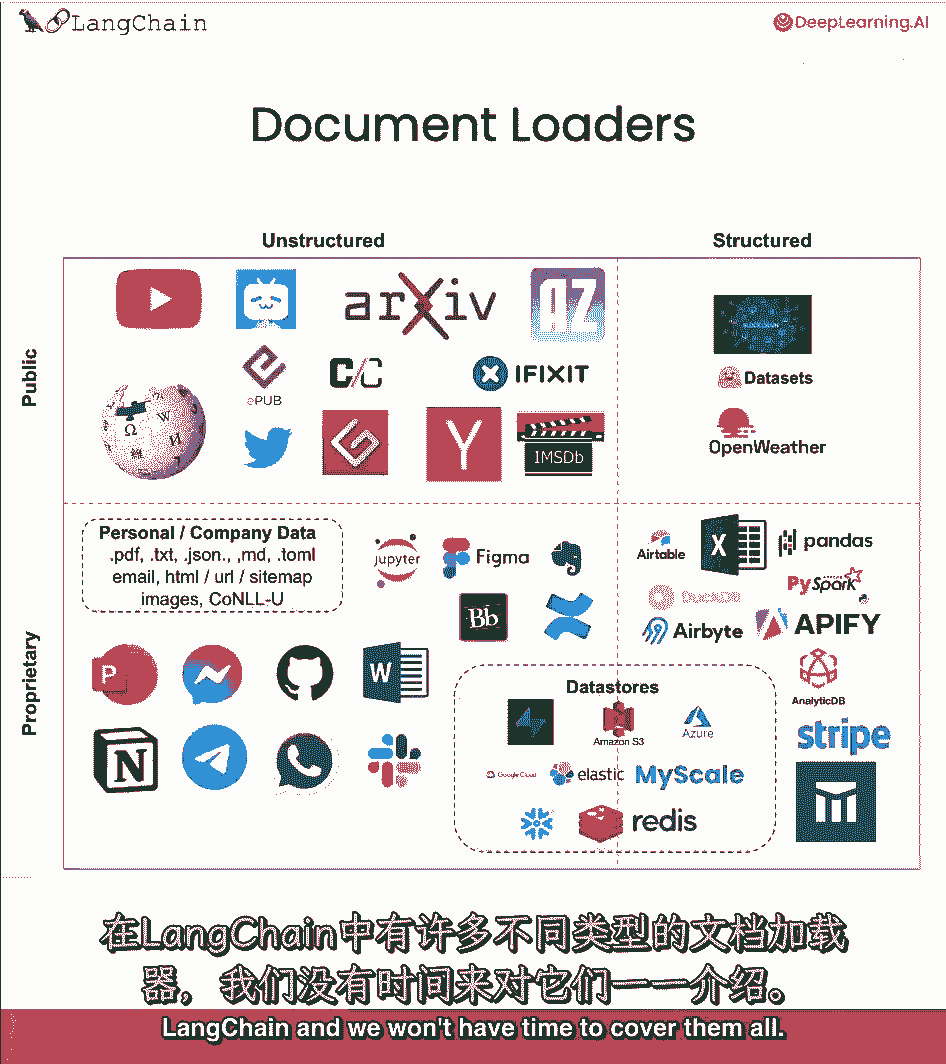 LangChain
DeepLearning.AI
Document Loaders
Unstructured
Structured
Public
arXiv
AZ
BLOCKCHAIN
ePUB
C/C
IFIXIT
Datasets
Ω
W
И
Y
IMSDb
OpenWeather
Proprietary
Personal / Company Data
.pdf, .txt, .json., ,md, .toml
email, html / url / sitemap
images, CoNLL-U
jupyter
Figma
Airtable
X
pandas
PySpark
DuckDB
Bb
Airbyte
APIFY
P
W
Datastores
AnalyticDB
Amazon S3
Azure
stripe
N
Google Cloud
elastic
MyScale
redis
在LangChain中有许多不同类型的文档加载
器，我们没有时间来对它们一一介绍。
LangChain and we won't have time to cover them all.